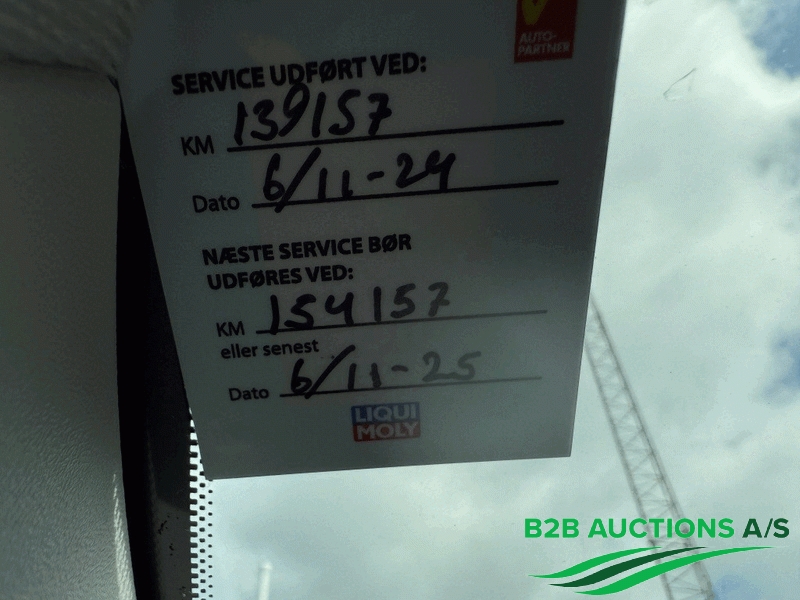 AUTO-
PARTNER
SERVICE UDFØRT VED:
KM 139157
Dato 6/11-24
NÆSTE SERVICE BØR
UDFØRES VED:
KM 154157
eller senest
Dato 6/11-25
LIQUI
MOLY
B2B AUCTIONS A/S